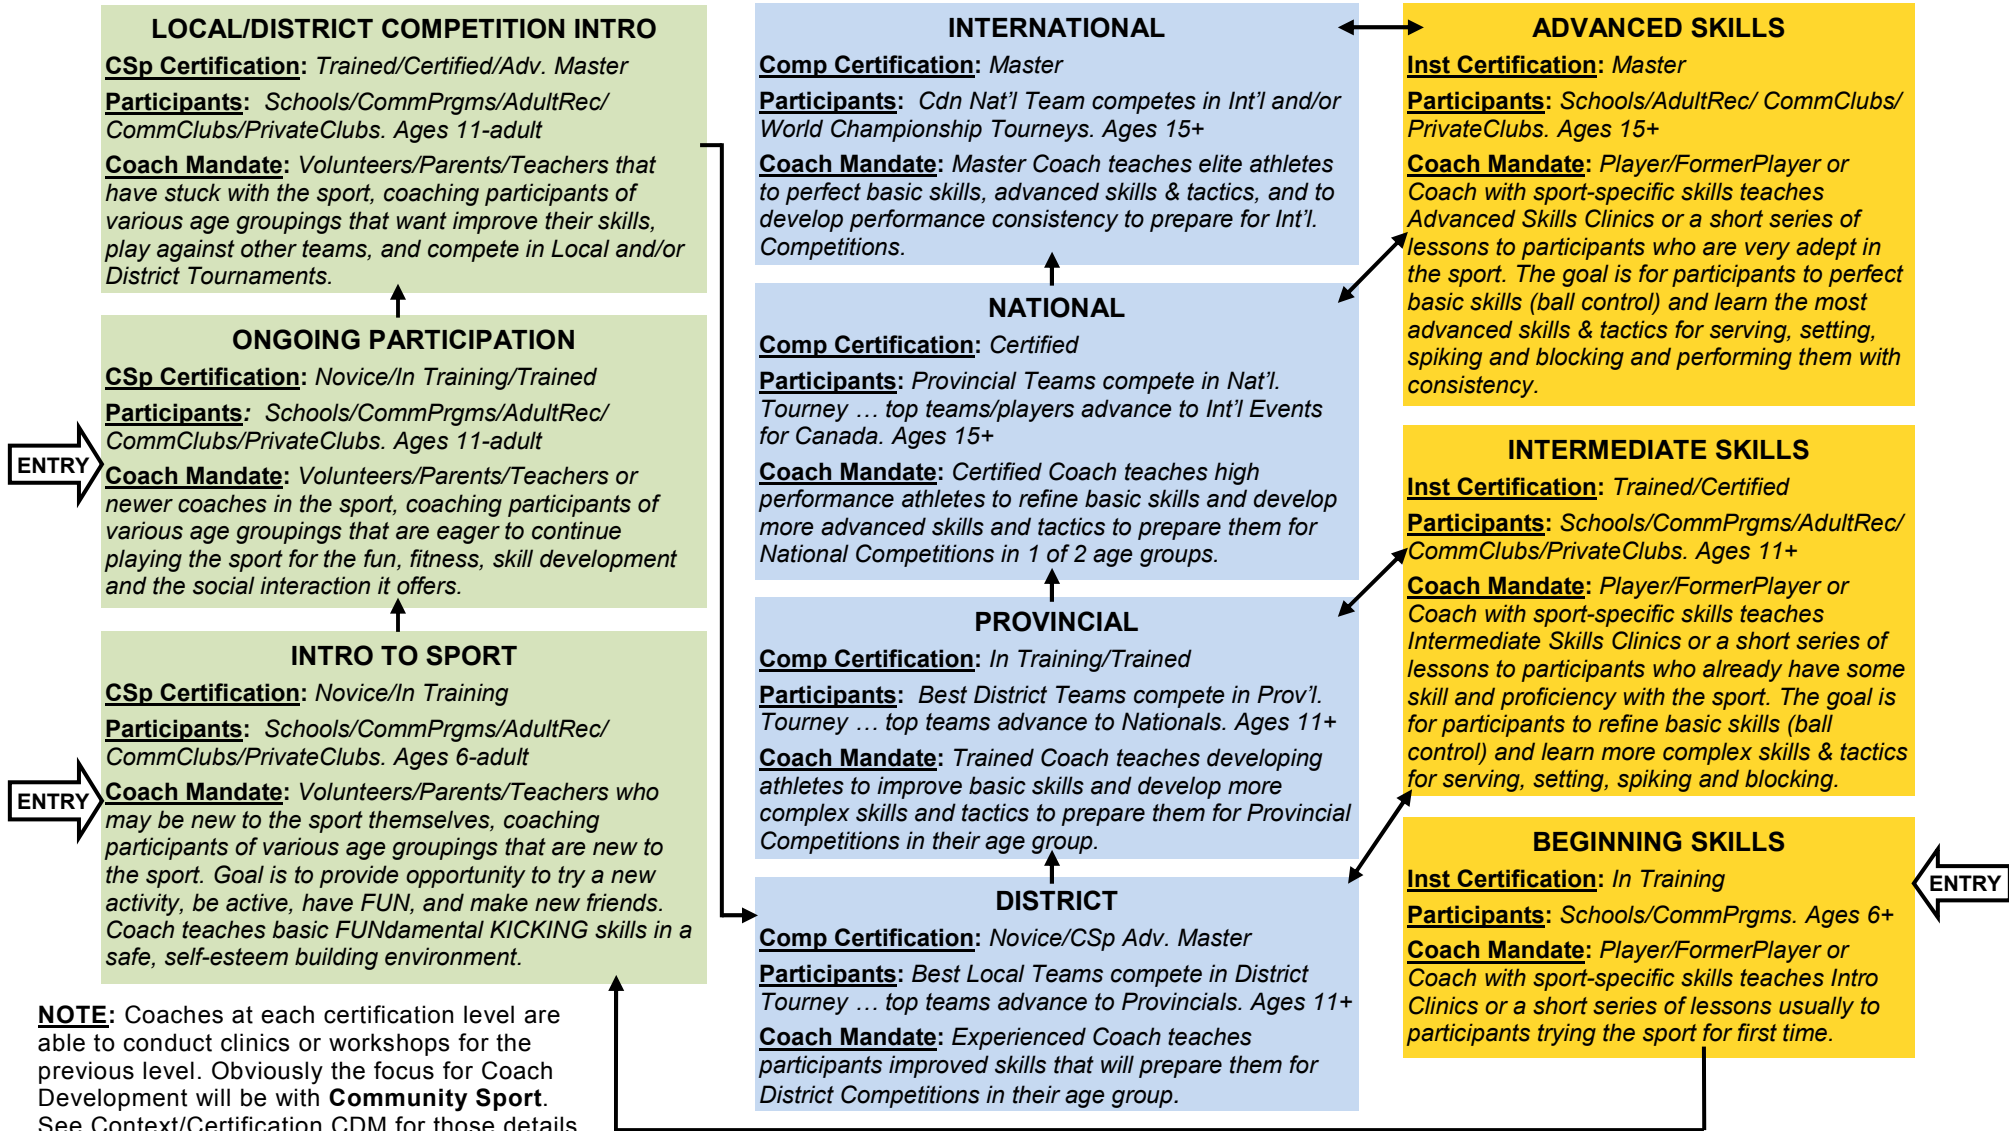 LOCAL/DISTRICT COMPETITION INTRO
CSp Certification: Trained/Certified/Adv. Master
Participants: Schools/CommPrgms/AdultRec/
CommClubs/PrivateClubs. Ages 11-adult
Coach Mandate: Volunteers/Parents/Teachers that
have stuck with the sport, coaching participants of
various age groupings that want improve their skills,
play against other teams, and compete in Local and/or
District Tournaments.
ONGOING PARTICIPATION
CSp Certification: Novice/In Training/Trained
Participants: Schools/CommPrgms/AdultRec/
CommClubs/PrivateClubs. Ages 11-adult
ENTRY
Coach Mandate: Volunteers/Parents/Teachers or
newer coaches in the sport, coaching participants of
various age groupings that are eager to continue
playing the sport for the fun, fitness, skill development
and the social interaction it offers.
INTRO TO SPORT
CSp Certification: Novice/In Training
Participants: Schools/CommPrgms/AdultRec/
CommClubs/PrivateClubs. Ages 6-adult
ENTRY
Coach Mandate: Volunteers/Parents/Teachers who
may be new to the sport themselves, coaching
participants of various age groupings that are new to
the sport. Goal is to provide opportunity to try a new
activity, be active, have FUN, and make new friends.
Coach teaches basic FUNdamental KICKING skills in a
safe, self-esteem building environment.
NOTE: Coaches at each certification level are
able to conduct clinics or workshops for the
previous level. Obviously the focus for Coach
Development will be with Community Sport.
See Context/Certification CDM for those details
INTERNATIONAL
Comp Certification: Master
Participants: Cdn Nat'l Team competes in Int'l and/or
World Championship Tourneys. Ages 15+
Coach Mandate: Master Coach teaches elite athletes
to perfect basic skills, advanced skills & tactics, and to
develop performance consistency to prepare for Int'l.
Competitions.
NATIONAL
Comp Certification: Certified
Participants: Provincial Teams compete in Nat'l.
Tourney … top teams/players advance to Int'l Events
for Canada. Ages 15+
Coach Mandate: Certified Coach teaches high
performance athletes to refine basic skills and develop
more advanced skills and tactics to prepare them for
National Competitions in 1 of 2 age groups.
PROVINCIAL
Comp Certification: In Training/Trained
Participants: Best District Teams compete in Prov'l.
Tourney … top teams advance to Nationals. Ages 11+
Coach Mandate: Trained Coach teaches developing
athletes to improve basic skills and develop more
complex skills and tactics to prepare them for Provincial
Competitions in their age group.
DISTRICT
Comp Certification: Novice/CSp Adv. Master
Participants: Best Local Teams compete in District
Tourney … top teams advance to Provincials. Ages 11+
Coach Mandate: Experienced Coach teaches
participants improved skills that will prepare them for
District Competitions in their age group.
ADVANCED SKILLS
Inst Certification: Master
Participants: Schools/AdultRec/ CommClubs/
PrivateClubs. Ages 15+
Coach Mandate: Player/FormerPlayer or
Coach with sport-specific skills teaches
Advanced Skills Clinics or a short series of
lessons to participants who are very adept in
the sport. The goal is for participants to perfect
basic skills (ball control) and learn the most
advanced skills & tactics for serving, setting,
spiking and blocking and performing them with
consistency.
INTERMEDIATE SKILLS
Inst Certification: Trained/Certified
Participants: Schools/CommPrgms/AdultRec/
CommClubs/PrivateClubs. Ages 11+
Coach Mandate: Player/FormerPlayer or
Coach with sport-specific skills teaches
Intermediate Skills Clinics or a short series of
lessons to participants who already have some
skill and proficiency with the sport. The goal is
for participants to refine basic skills (ball
control) and learn more complex skills & tactics
for serving, setting, spiking and blocking.
BEGINNING SKILLS
Inst Certification: In Training
ENTRY
Participants: Schools/CommPrgms. Ages 6+
Coach Mandate: Player/FormerPlayer or
Coach with sport-specific skills teaches Intro
Clinics or a short series of lessons usually to
participants trying the sport for first time.